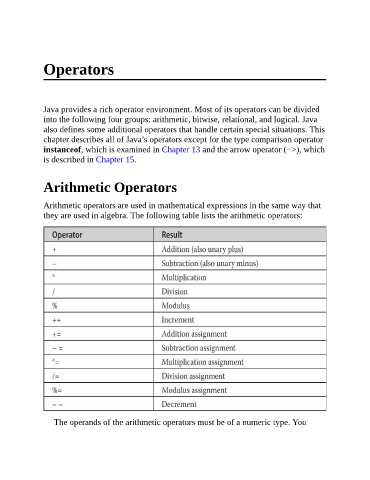 Operators
Java provides a rich operator environment. Most of its operators can be divided
into the following four groups: arithmetic, bitwise, relational, and logical. Java
also defines some additional operators that handle certain special situations. This
chapter describes all of Java’s operators except for the type comparison operator
instanceof, which is examined in Chapter 13 and the arrow operator (−>), which
is described in Chapter 15.
Arithmetic Operators
Arithmetic operators are used in mathematical expressions in the same way that
they are used in algebra. The following table lists the arithmetic operators:
Operator Result
+ Addition (also unary plus)
− Subtraction (also unary minus)
* Multiplication
/ Division
% Modulus
++ Increment
+= Addition assignment
− = Subtraction assignment
*= Multiplication assignment
/= Division assignment
%= Modulus assignment
− − Decrement
The operands of the arithmetic operators must be of a numeric type. You